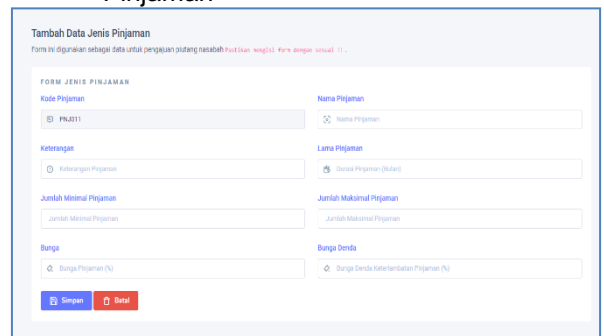 Pinjaman
Tambah Data Jenis Pinjaman
Form ini digunakan sebagai data untuk pengajuan piutang nasabah Pastikan mengisi form dengan sesuai !! .
FORM JENIS PINJAMAN
Kode Pinjaman Nama Pinjaman
PNJ011 Nama Pinjaman
Keterangan Lama Pinjaman
Keterangan Pinjaman Durasi Pinjaman (Bulan)
Jumlah Minimal Pinjaman Jumlah Maksimal Pinjaman
Jumlah Minimal Pinjaman Jumlah Maksimal Pinjaman
Bunga Bunga Denda
Bunga Pinjaman (%) Bunga Denda Keterlambatan Pinjaman (%)
Simpan Batal